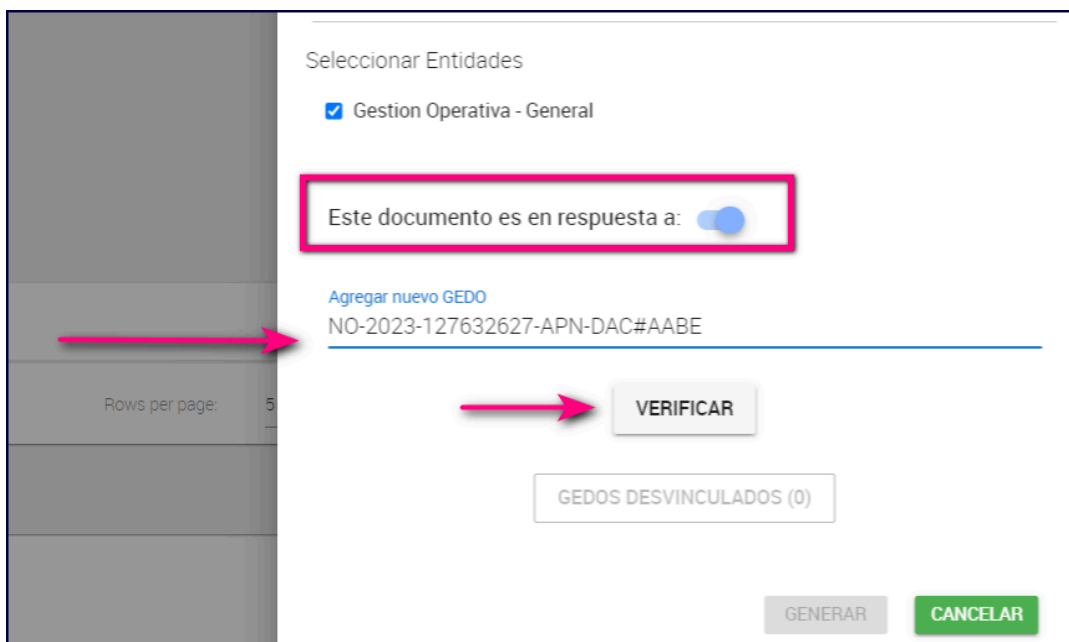 Seleccionar Entidades
Gestion Operativa - General
Este documento es en respuesta a:
Agregar nuevo GEDO
NO-2023-127632627-APN-DAC#AABE
Rows per page: 5
VERIFICAR
GEDOS DESVINCULADOS (0)
GENERAR CANCELAR